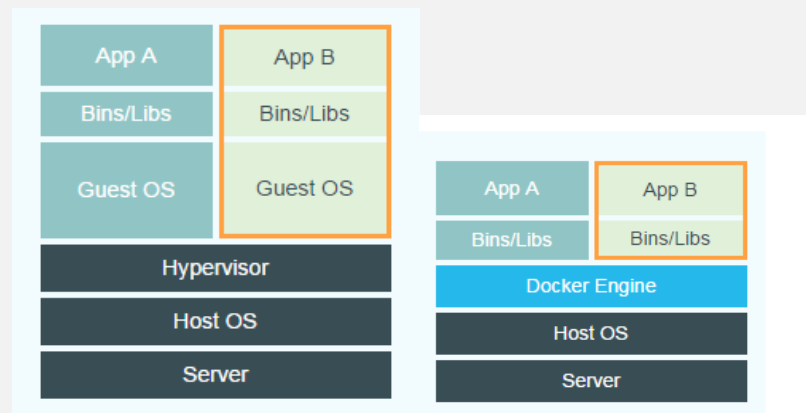 App A
App B
Bins/Libs
Bins/Libs
Guest OS
Guest OS
Hypervisor
Host OS
Server
App A
App B
Bins/Libs
Bins/Libs
Docker Engine
Host OS
Server